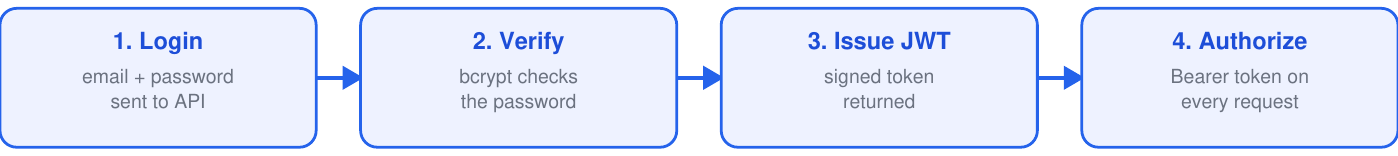 1. Login
email + password
sent to API
2. Verify
bcrypt checks
the password
3. Issue JWT
signed token
returned
4. Authorize
Bearer token on
every request